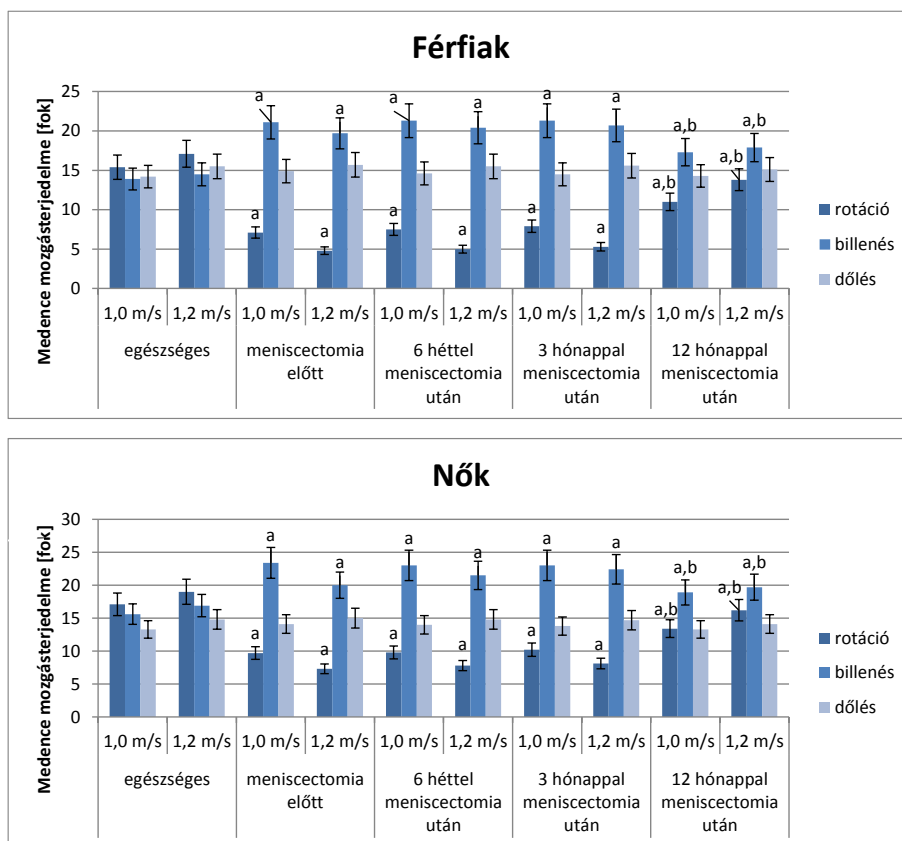 Férfiak
Medence mozgásterjedelme [fok]
25
20
15
10
5
0
a a a a a a a,b a,b
a a a a a a a,b a,b
1,0 m/s 1,2 m/s 1,0 m/s 1,2 m/s 1,0 m/s 1,2 m/s 1,0 m/s 1,2 m/s 1,0 m/s 1,2 m/s
egészséges
meniscectomia
előtt
6 héttel
meniscectomia
után
3 hónappal
meniscectomia
után
12 hónappal
meniscectomia
után
rotáció
billenés
dőlés
Nők
Medence mozgásterjedelme [fok]
30
25
20
15
10
5
0
a a a a a a a,b a,b
a a a a a a a,b a,b
1,0 m/s 1,2 m/s 1,0 m/s 1,2 m/s 1,0 m/s 1,2 m/s 1,0 m/s 1,2 m/s 1,0 m/s 1,2 m/s
egészséges
meniscectomia
előtt
6 héttel
meniscectomia
után
3 hónappal
meniscectomia
után
12 hónappal
meniscectomia
után
rotáció
billenés
dőlés